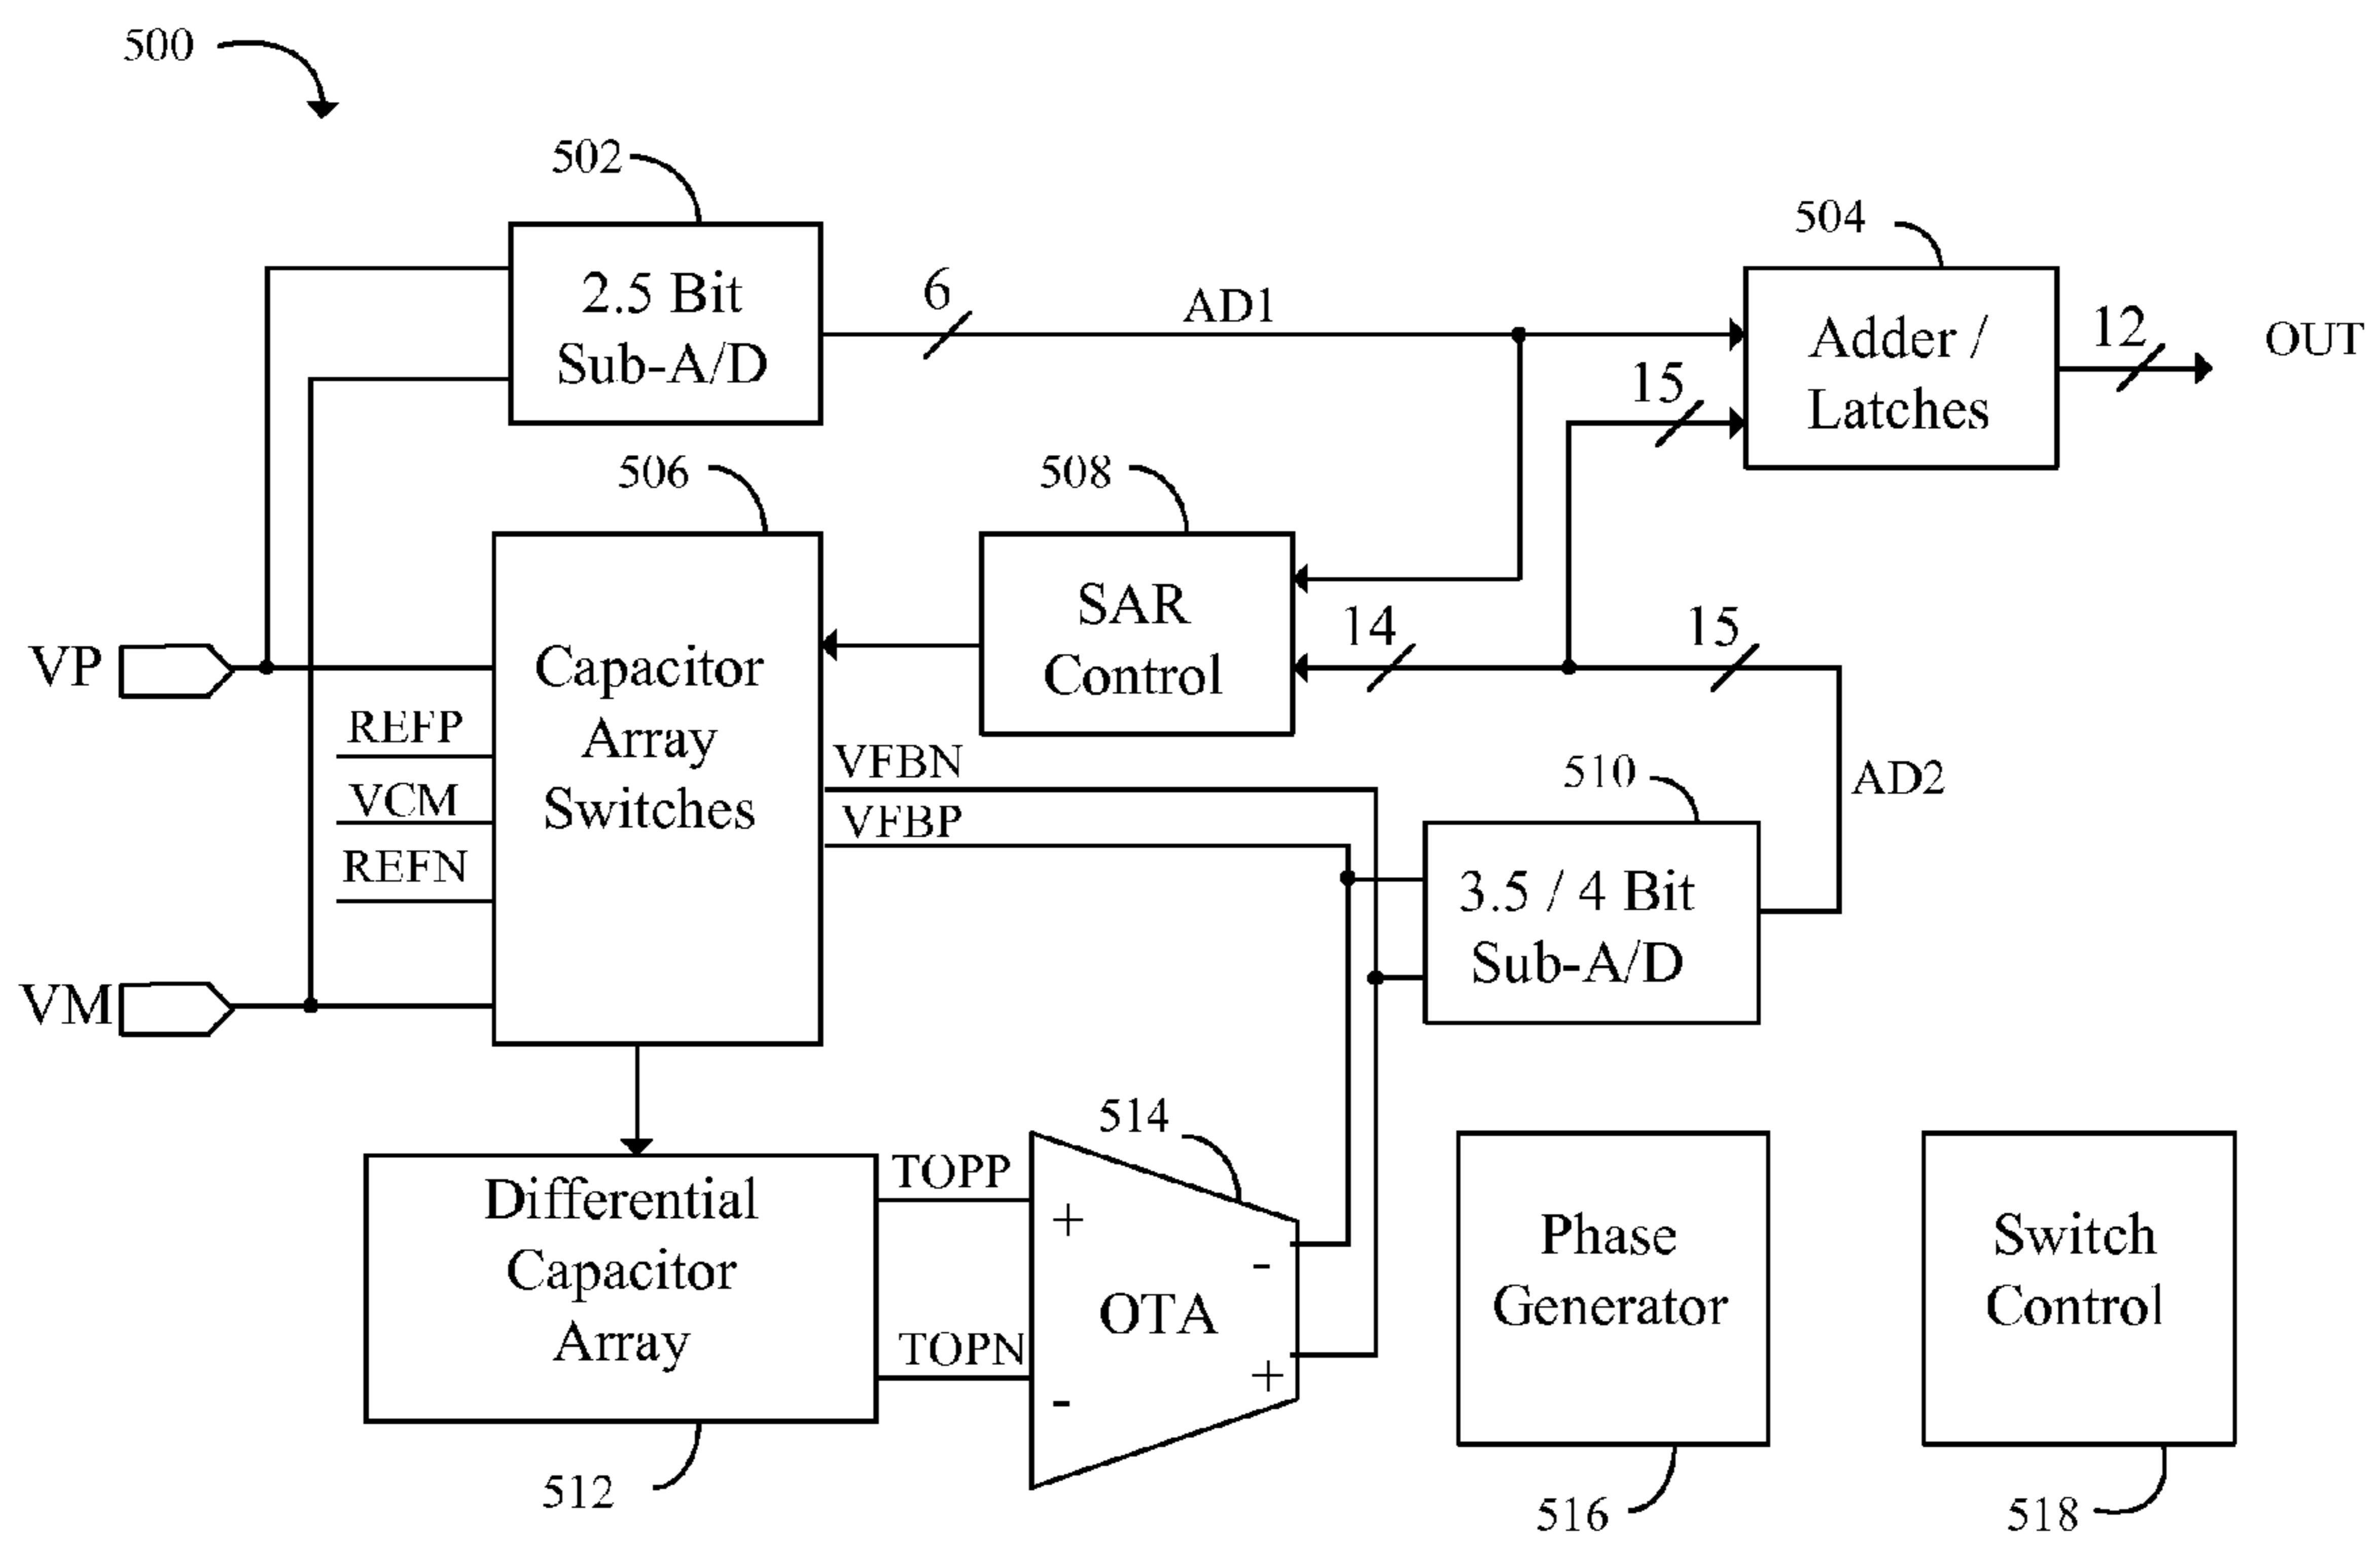 500
502
2.5 Bit
Sub-A/D
6
AD1
504
Adder /
Latches
12
OUT
15
506
508
Capacitor
Array
Switches
SAR
Control
14
15
VP
REFP
VCM
REFN
VM
VFBN
VFBP
510
AD2
3.5 / 4 Bit
Sub-A/D
Differential
Capacitor
Array
512
TOPP
TOPN
514
+
-
OTA
-
+
Phase
Generator
516
Switch
Control
518